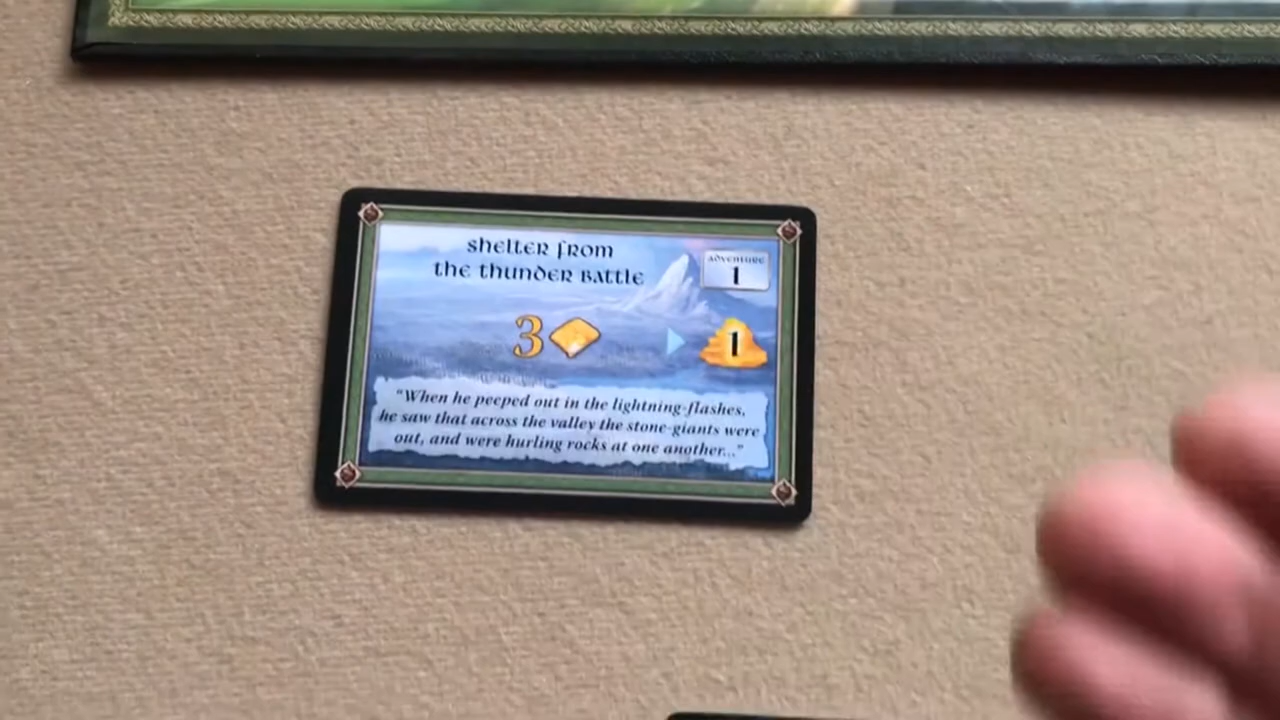 shelter from
the thunder battle
adventure
1
3
1
"When he peeped out in the lightning-flashes,
he saw that across the valley the stone-giants were
out, and were hurling rocks at one another..."